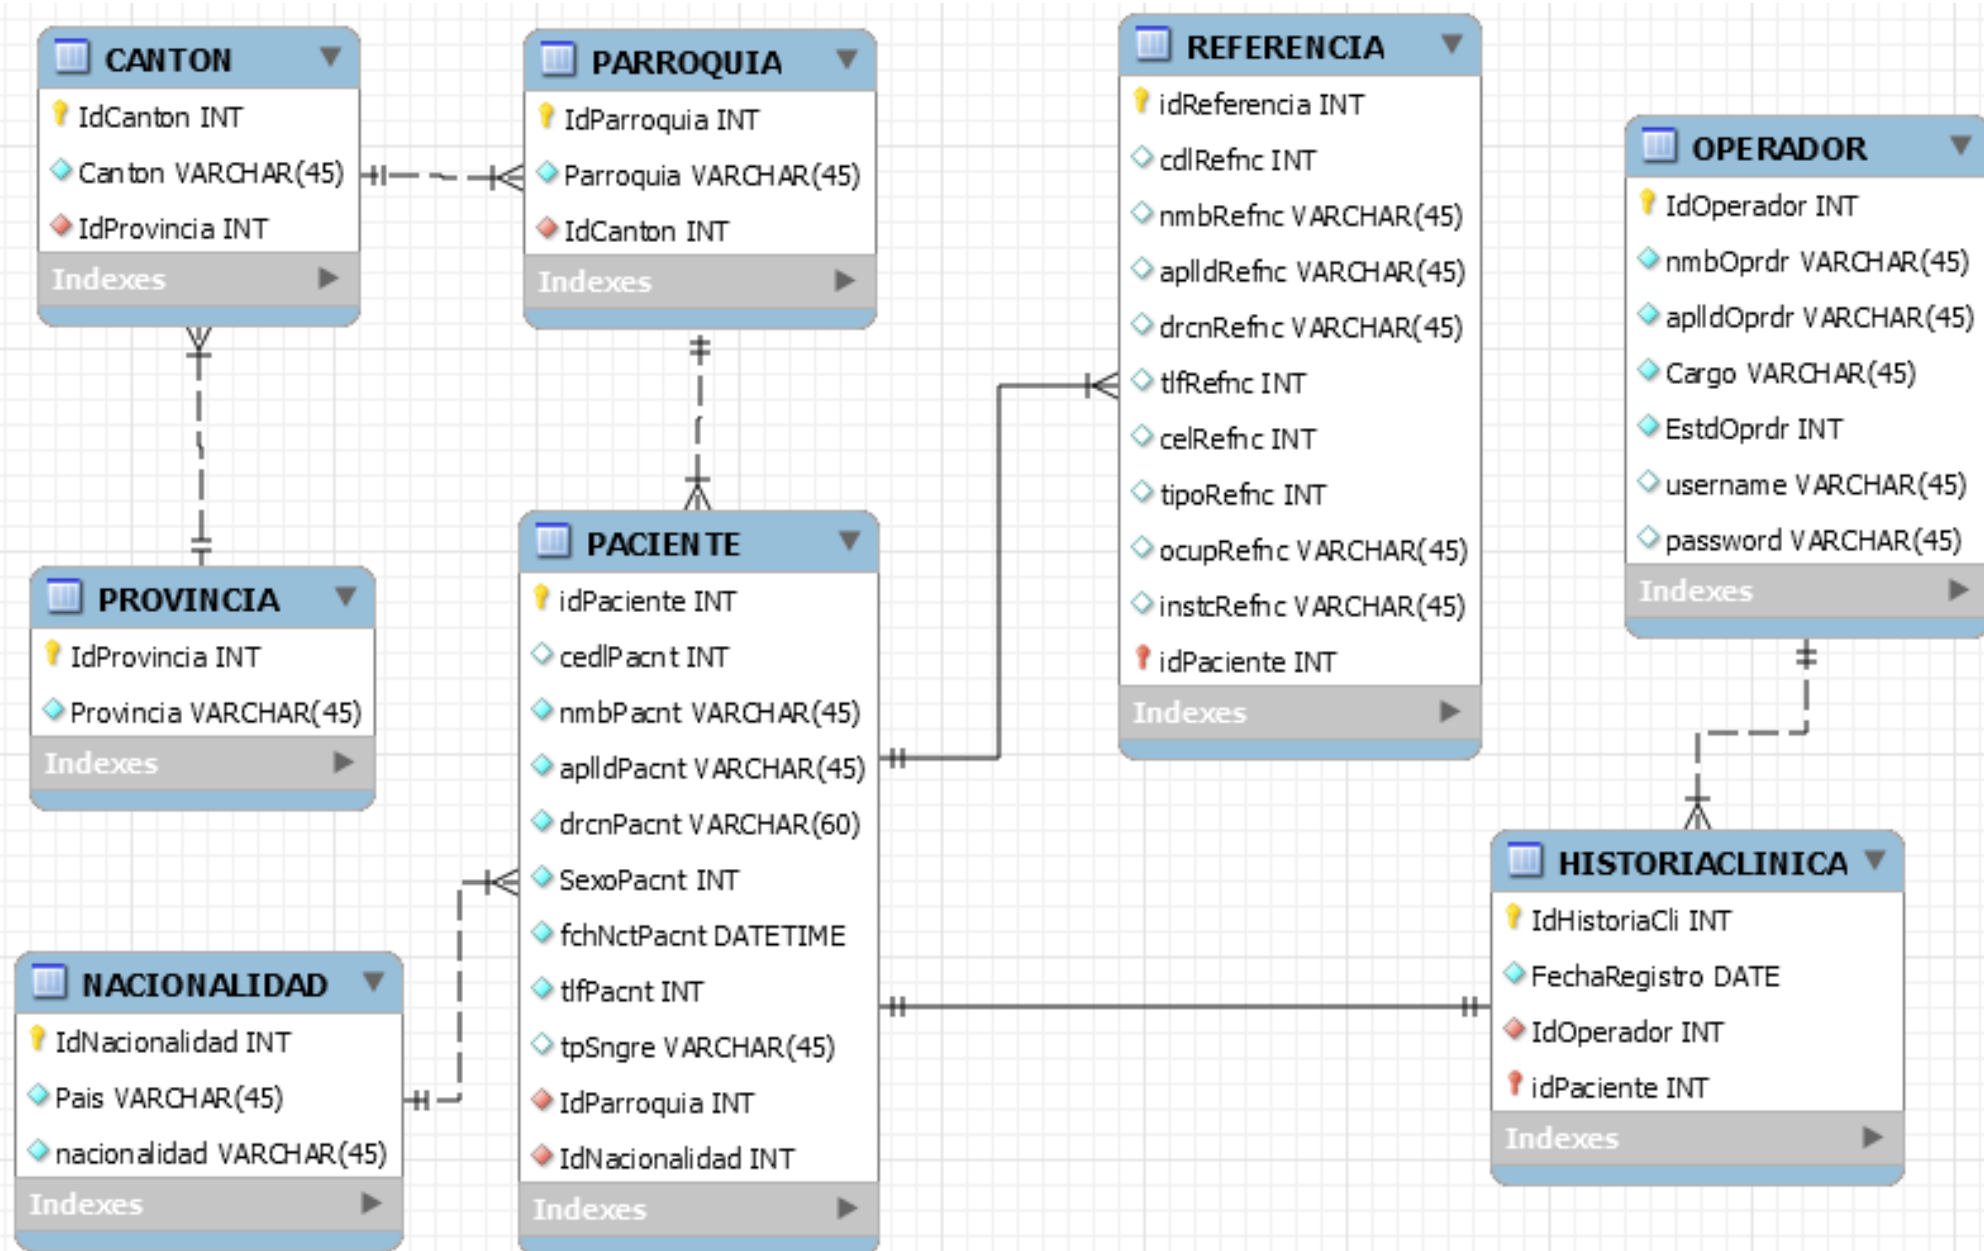 CANTON
IdCanton INT
Canton VARCHAR(45)
IdProvincia INT
Indexes
PARROQUIA
IdParroquia INT
Parroquia VARCHAR(45)
IdCanton INT
Indexes
REFERENCIA
idReferencia INT
cdlRefnc INT
nmbRefnc VARCHAR(45)
aplldRefnc VARCHAR(45)
drcnRefnc VARCHAR(45)
tlfRefnc INT
celRefnc INT
tipoRefnc INT
ocupRefnc VARCHAR(45)
instcRefnc VARCHAR(45)
idPaciente INT
Indexes
OPERADOR
IdOperador INT
nmbOprdr VARCHAR(45)
aplldOprdr VARCHAR(45)
Cargo VARCHAR(45)
EstdOprdr INT
username VARCHAR(45)
password VARCHAR(45)
Indexes
PROVINCIA
IdProvincia INT
Provincia VARCHAR(45)
Indexes
PACIENTE
idPaciente INT
cedlPacnt INT
nmbPacnt VARCHAR(45)
aplldPacnt VARCHAR(45)
drcnPacnt VARCHAR(60)
SexoPacnt INT
fchNctPacnt DATETIME
tlfPacnt INT
tpSngre VARCHAR(45)
IdParroquia INT
IdNacionalidad INT
Indexes
NACIONALIDAD
IdNacionalidad INT
Pais VARCHAR(45)
nacionalidad VARCHAR(45)
Indexes
HISTORIACLINICA
IdHistoriaCli INT
FechaRegistro DATE
IdOperador INT
idPaciente INT
Indexes